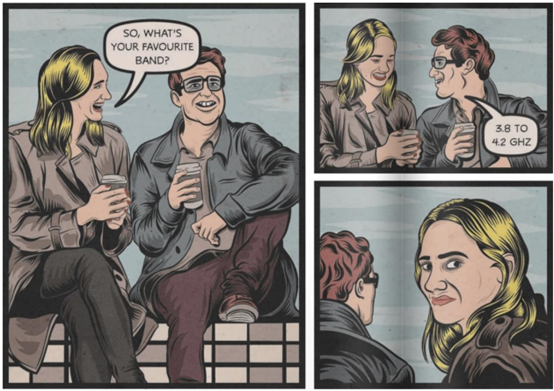 SO, WHAT'S
YOUR FAVOURITE
BAND?
3.8 TO
4.2 GHZ